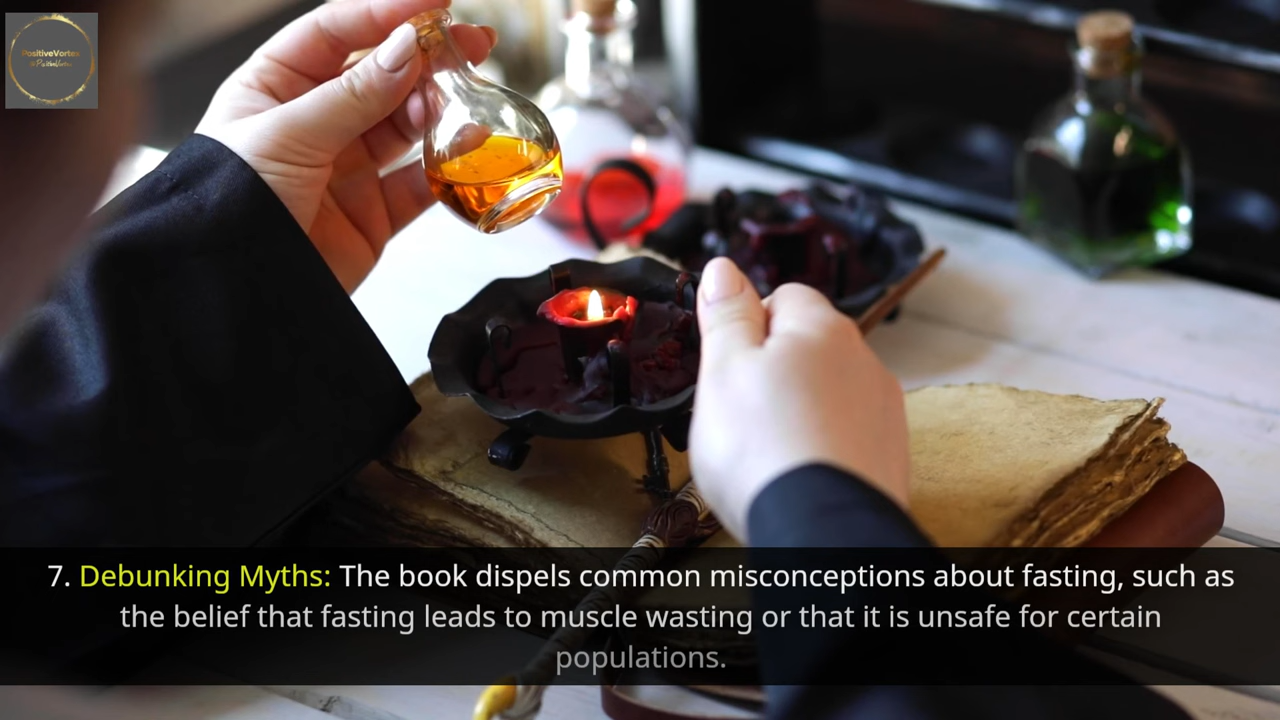 PositiveVortex
7. Debunking Myths: The book dispels common misconceptions about fasting, such as
the belief that fasting leads to muscle wasting or that it is unsafe for certain
populations.